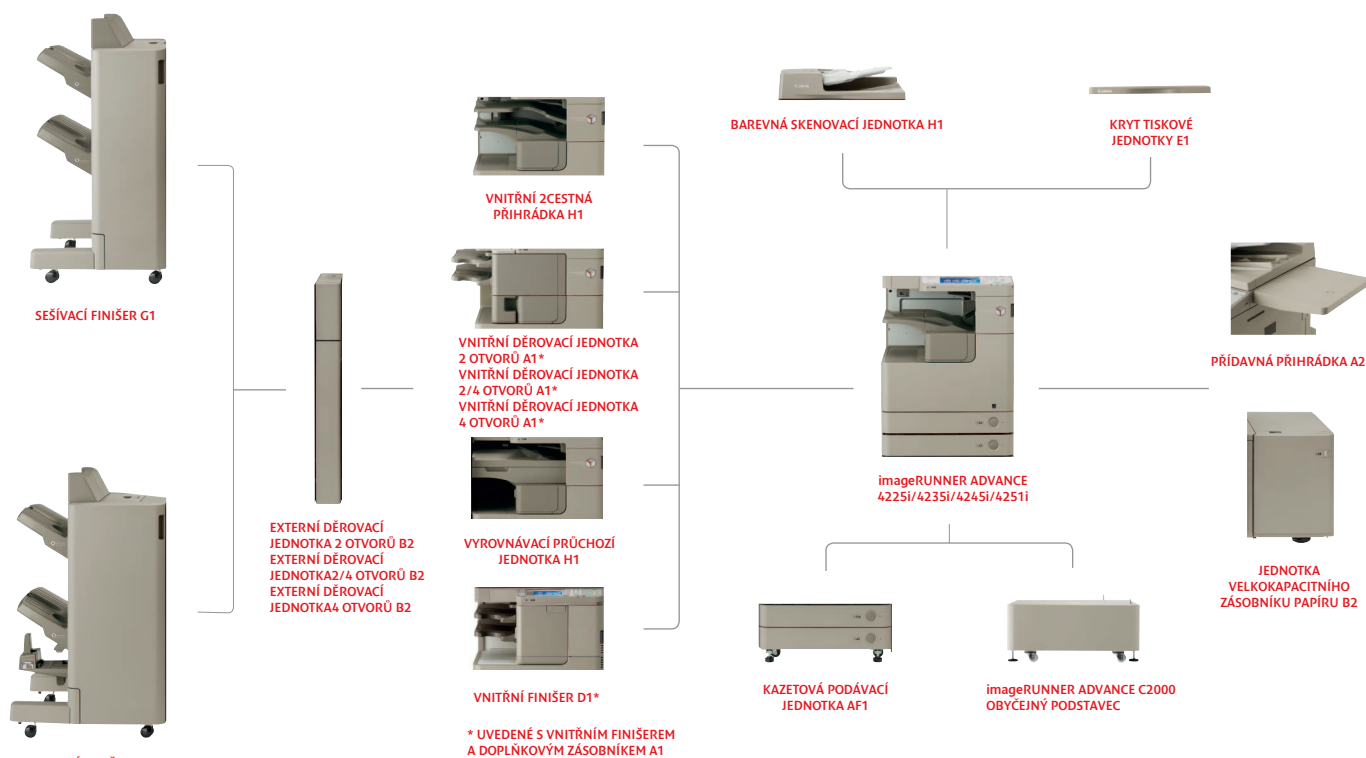 BAREVNÁ SKENOVACÍ JEDNOTKA H1
KRYT TISKOVÉ
JEDNOTKY E1
VNITŘNÍ 2CESTNÁ
PŘIHRÁDKA H1
SEŠÍVACÍ FINIŠER G1
VNITŘNÍ DĚROVACÍ JEDNOTKA
2 OTVORŮ A1*
VNITŘNÍ DĚROVACÍ JEDNOTKA
2/4 OTVORŮ A1*
VNITŘNÍ DĚROVACÍ JEDNOTKA
4 OTVORŮ A1*
PŘÍDAVNÁ PŘIHRÁDKA A2
imageRUNNER ADVANCE
4225i/4235i/4245i/4251i
EXTERNÍ DĚROVACÍ
JEDNOTKA 2 OTVORŮ B2
EXTERNÍ DĚROVACÍ
JEDNOTKA2/4 OTVORŮ B2
EXTERNÍ DĚROVACÍ
JEDNOTKA4 OTVORŮ B2
VYROVNÁVACÍ PRŮCHOZÍ
JEDNOTKA H1
JEDNOTKA
VELKOKAPACITNÍHO
ZÁSOBNÍKU PAPÍRU B2
VNITŘNÍ FINIŠER D1*
KAZETOVÁ PODÁVACÍ
JEDNOTKA AF1
imageRUNNER ADVANCE C2000
OBYČEJNÝ PODSTAVEC
* UVEDENÉ S VNITŘNÍM FINIŠEREM
A DOPLŇKOVÝM ZÁSOBNÍKEM A1